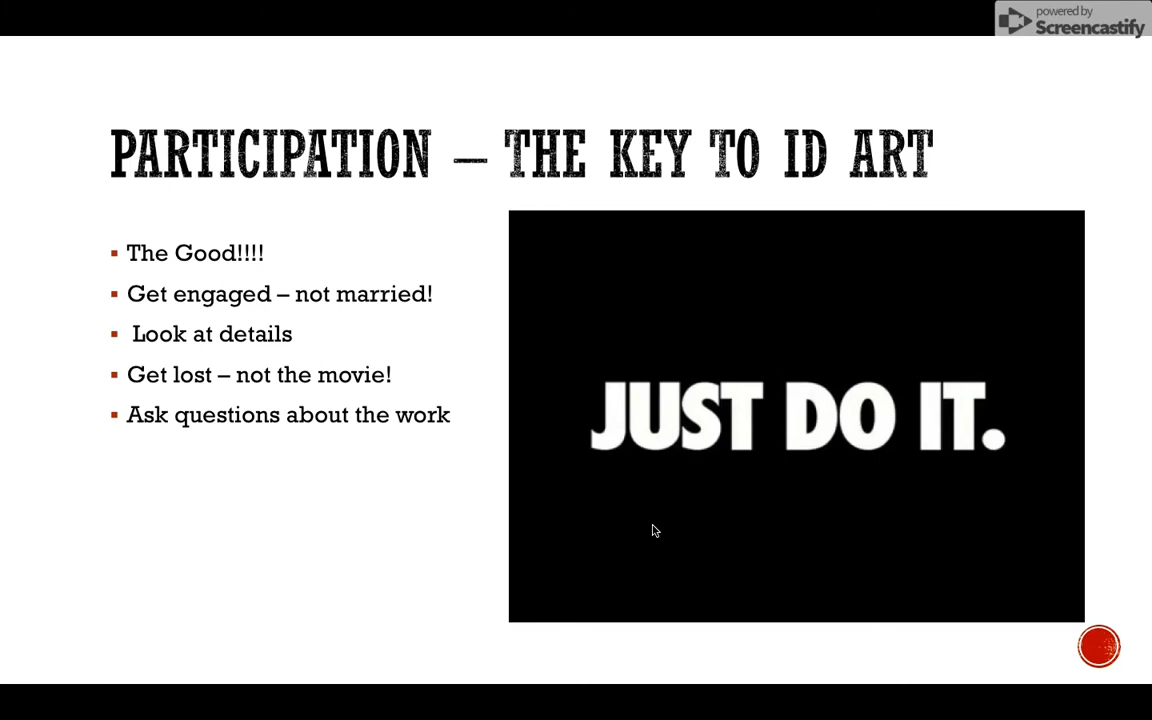 powered by
Screencastify
PARTICIPATION – THE KEY TO ID ART
▪ The Good!!!!
▪ Get engaged – not married!
▪ Look at details
▪ Get lost – not the movie!
▪ Ask questions about the work
JUST DO IT.